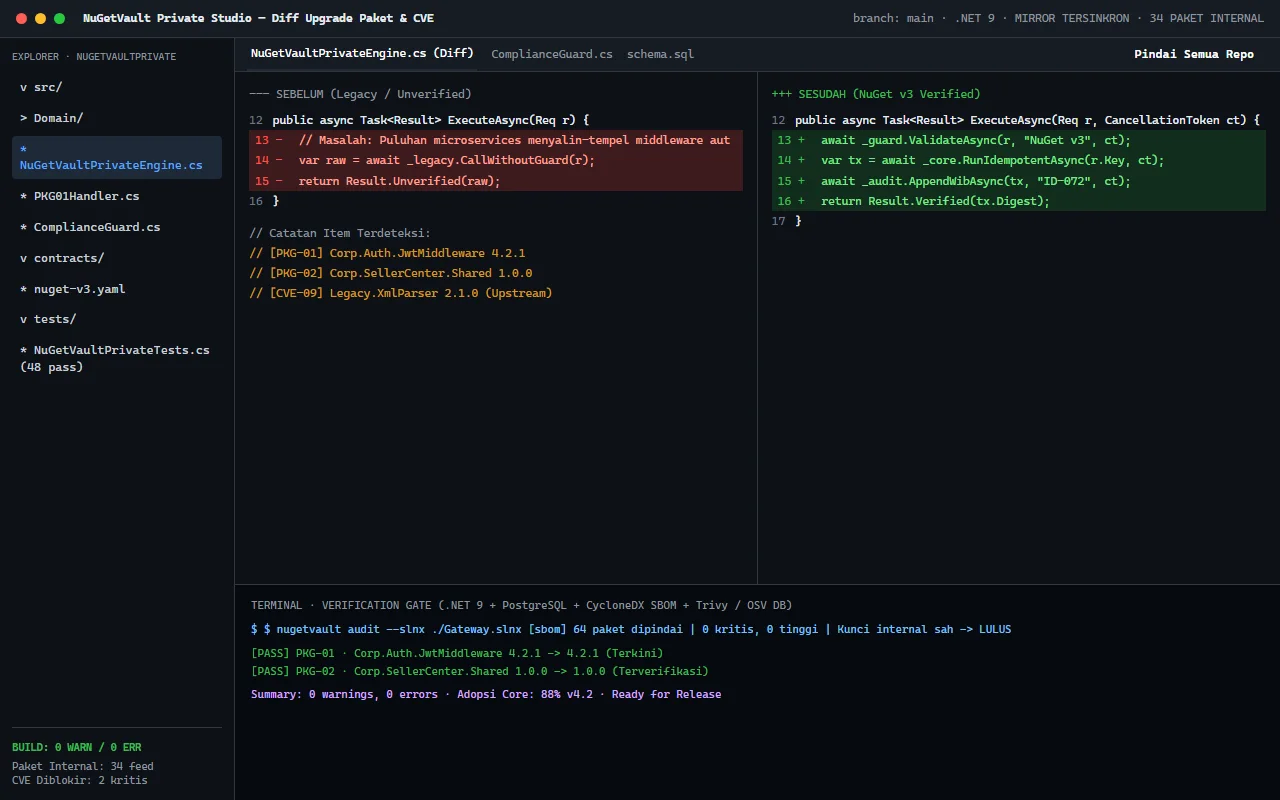 NuGetVault Private Studio — Diff Upgrade Paket & CVE
branch: main · .NET 9 · MIRROR TERSINKRON · 34 PAKET INTERNAL
EXPLORER · NUGETVAULTPRIVATE
v src/
> Domain/
*
NuGetVaultPrivateEngine.cs
* PKG01Handler.cs
* ComplianceGuard.cs
v contracts/
* nuget-v3.yaml
v tests/
* NuGetVaultPrivateTests.cs
(48 pass)
BUILD: 0 WARN / 0 ERR
Paket Internal: 34 feed
CVE Diblokir: 2 kritis
NuGetVaultPrivateEngine.cs (Diff)
ComplianceGuard.cs
schema.sql
Pindai Semua Repo
--- SEBELUM (Legacy / Unverified)
12 public async Task<Result> ExecuteAsync(Req r) {
13 - // Masalah: Puluhan microservices menyalin-tempel middleware aut
14 - var raw = await _legacy.CallWithoutGuard(r);
15 - return Result.Unverified(raw);
16 }
// Catatan Item Terdeteksi:
// [PKG-01] Corp.Auth.JwtMiddleware 4.2.1
// [PKG-02] Corp.SellerCenter.Shared 1.0.0
// [CVE-09] Legacy.XmlParser 2.1.0 (Upstream)
+++ SESUDAH (NuGet v3 Verified)
12 public async Task<Result> ExecuteAsync(Req r, CancellationToken ct) {
13 + await _guard.ValidateAsync(r, "NuGet v3", ct);
14 + var tx = await _core.RunIdempotentAsync(r.Key, ct);
15 + await _audit.AppendWibAsync(tx, "ID-072", ct);
16 + return Result.Verified(tx.Digest);
17 }
TERMINAL · VERIFICATION GATE (.NET 9 + PostgreSQL + CycloneDX SBOM + Trivy / OSV DB)
$ $ nugetvault audit --slnx ./Gateway.slnx [sbom] 64 paket dipindai | 0 kritis, 0 tinggi | Kunci internal sah -> LULUS
[PASS] PKG-01 · Corp.Auth.JwtMiddleware 4.2.1 -> 4.2.1 (Terkini)
[PASS] PKG-02 · Corp.SellerCenter.Shared 1.0.0 -> 1.0.0 (Terverifikasi)
Summary: 0 warnings, 0 errors · Adopsi Core: 88% v4.2 · Ready for Release